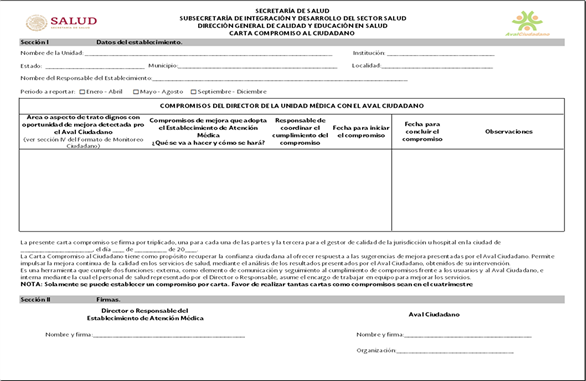 SALUD
SECRETARÍA DE SALUD
SECRETARÍA DE SALUD
SUBSECRETARÍA DE INTEGRACIÓN Y DESARROLLO DEL SECTOR SALUD
DIRECCIÓN GENERAL DE CALIDAD Y EDUCACIÓN EN SALUD
CARTA COMPROMISO AL CIUDADANO
AvalCiudadano
Sección I Datos del establecimiento.
Nombre de la Unidad: Institución
Estado: Municipio: Localidad:
Nombre del Responsable del Establecimiento:
Periodo a reportar: Enero - Abril Mayo - Agosto Septiembre - Diciembre
COMPROMISOS DEL DIRECTOR DE LA UNIDAD MÉDICA CON EL AVAL CIUDADANO
Área o aspecto de trato dignos con oportunidad de mejora detectada pro el Aval Ciudadano
(ver sección IV del Formato de Monitoreo Ciudadano)
Compromisos de mejora que adopta el Establecimiento de Atención Médica
¿Qué se va a hacer y cómo se hará?
Responsable de coordinar el cumplimiento del compromiso
Fecha para iniciar el compromiso
Fecha para concluir el compromiso
Observaciones
La presente carta compromiso se firma por triplicado, una para cada una de las partes y la tercera para el gestor de calidad de la jurisdicción u hospital en la ciudad de
, el día ____ de __________ de 20____.
La Carta Compromiso al Ciudadano tiene como propósito recuperar la confianza ciudadana al ofrecer respuesta a las sugerencias de mejora presentadas por el Aval Ciudadano. Permite
impulsar la mejora continua de la calidad en los servicios de salud, mediante el análisis de los resultados presentados por el Aval Ciudadano, obtenidos de su intervención,
Es una herramienta que cumple dos funciones: externa, como elemento de comunicación y seguimiento al cumplimiento de compromisos frente a los usuarios y al Aval Ciudadano, e
interna mediante la cual el personal de salud representado por el Director o Responsable, asume el encargo de trabajar en equipo para mejorar los servicios.
NOTA: Solamente se puede establecer un compromiso por carta. Favor de realizar tantas cartas como compromisos sean en el cuatrimestre
Sección II Firmas.
Director o Responsable del
Establecimiento de Atención Médica
Aval Ciudadano
Nombre y firma: Nombre y firma:
Organización: